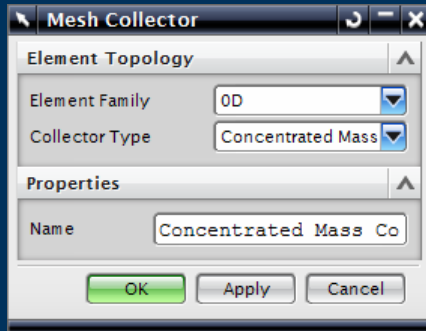 Mesh Collector
Element Topology
Element Family 0D
Collector Type Concentrated Mass
Properties
Name Concentrated Mass Co
OK Apply Cancel